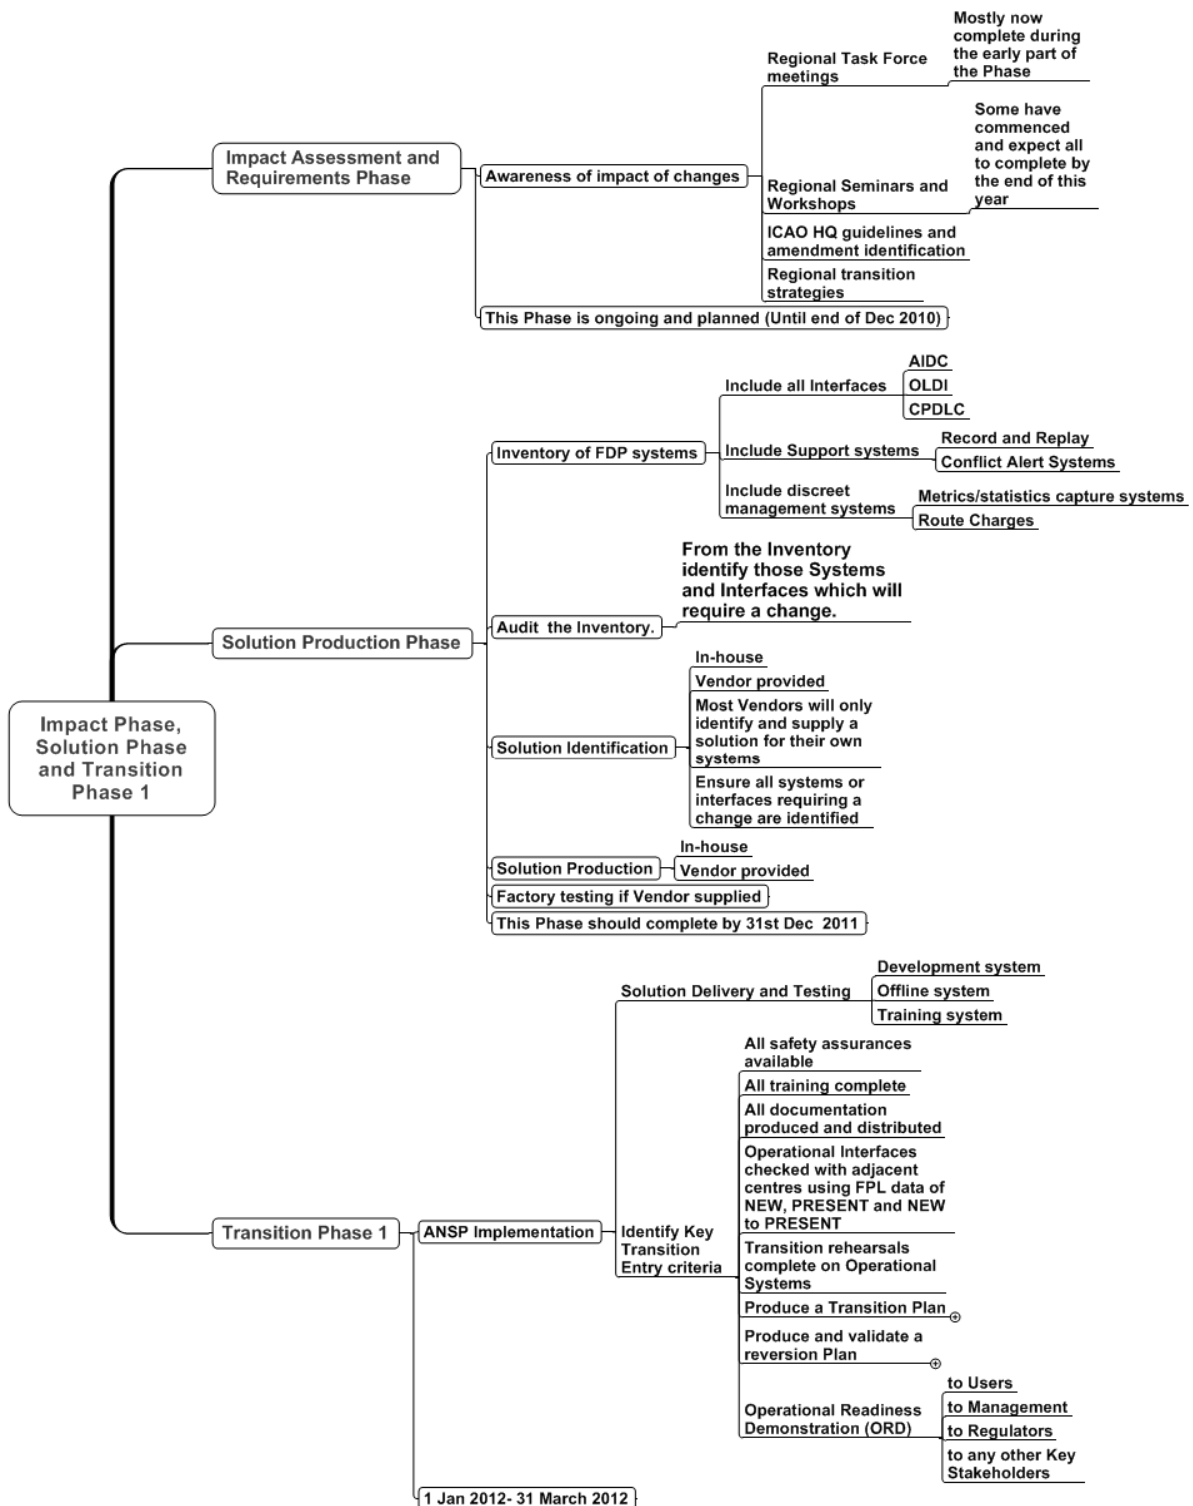 Impact Phase,
Solution Phase
and Transition
Phase 1
Impact Assessment and
Requirements Phase
Awareness of impact of changes
Regional Task Force
meetings
Mostly now
complete during
the early part of
the Phase
Regional Seminars and
Workshops
Some have
commenced
and expect all
to complete by
the end of this
year
ICAO HQ guidelines and
amendment identification
Regional transition
strategies
This Phase is ongoing and planned (Until end of Dec 2010)
Solution Production Phase
Inventory of FDP systems
Include all Interfaces
AIDC
OLDI
CPDLC
Include Support systems
Record and Replay
Conflict Alert Systems
Include discreet
management systems
Metrics/statistics capture systems
Route Charges
Audit the Inventory.
From the Inventory
identify those Systems
and Interfaces which will
require a change.
Solution Identification
In-house
Vendor provided
Most Vendors will only
identify and supply a
solution for their own
systems
Ensure all systems or
interfaces requiring a
change are identified
Solution Production
In-house
Vendor provided
Factory testing if Vendor supplied
This Phase should complete by 31st Dec 2011
Transition Phase 1
ANSP Implementation
Solution Delivery and Testing
Development system
Offline system
Training system
Identify Key
Transition
Entry criteria
All safety assurances
available
All training complete
All documentation
produced and distributed
Operational Interfaces
checked with adjacent
centres using FPL data of
NEW, PRESENT and NEW
to PRESENT
Transition rehearsals
complete on Operational
Systems
Produce a Transition Plan
Produce and validate a
reversion Plan
Operational Readiness
Demonstration (ORD)
to Users
to Management
to Regulators
to any other Key
Stakeholders
1 Jan 2012- 31 March 2012